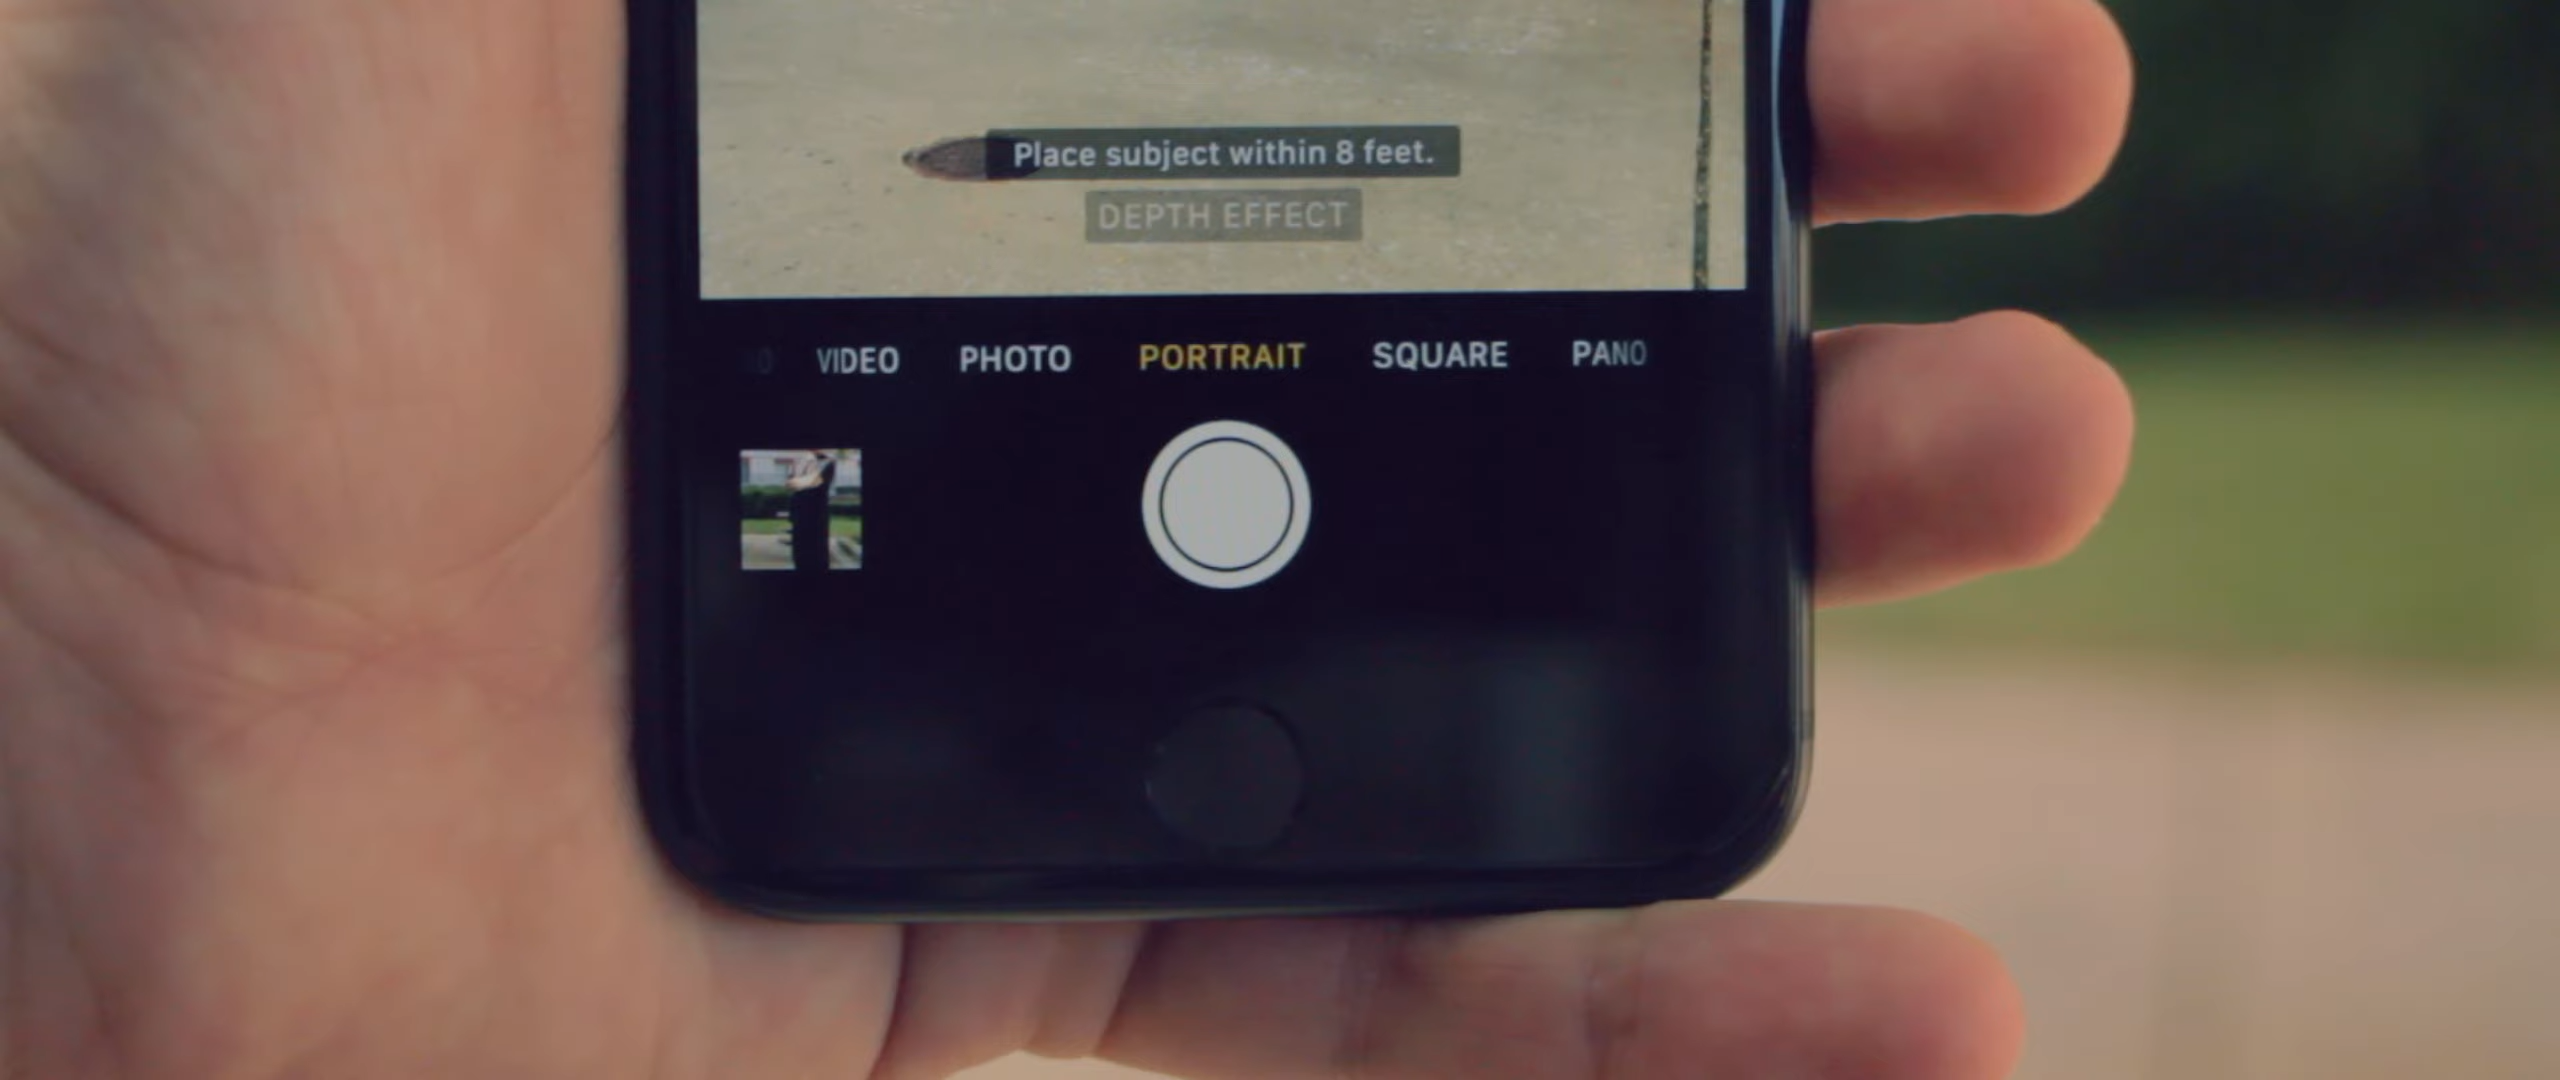 Place subject within 8 feet.
DEPTH EFFECT
VIDEO PHOTO PORTRAIT SQUARE PANO